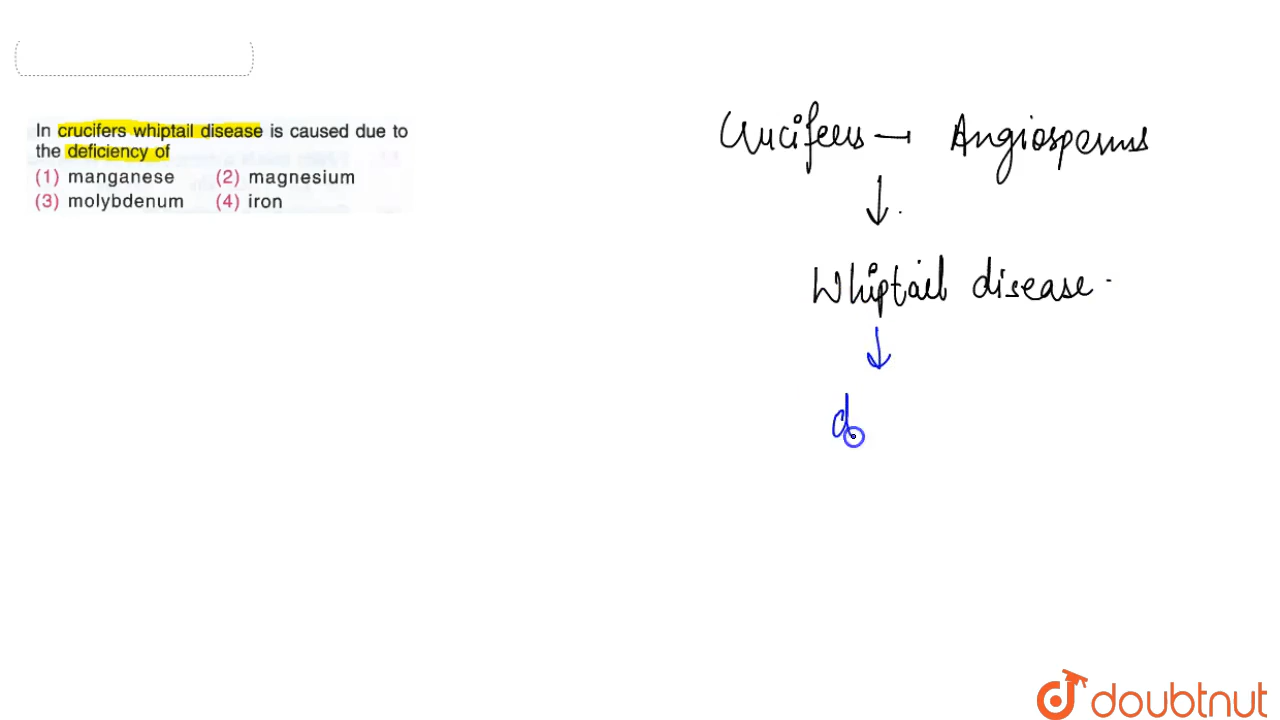 In crucifers whiptail disease is caused due to
the deficiency of
(1) manganese (2) magnesium
(3) molybdenum (4) iron
Crucifers → Angiosperms
Whiptail disease.
d
doubtnut